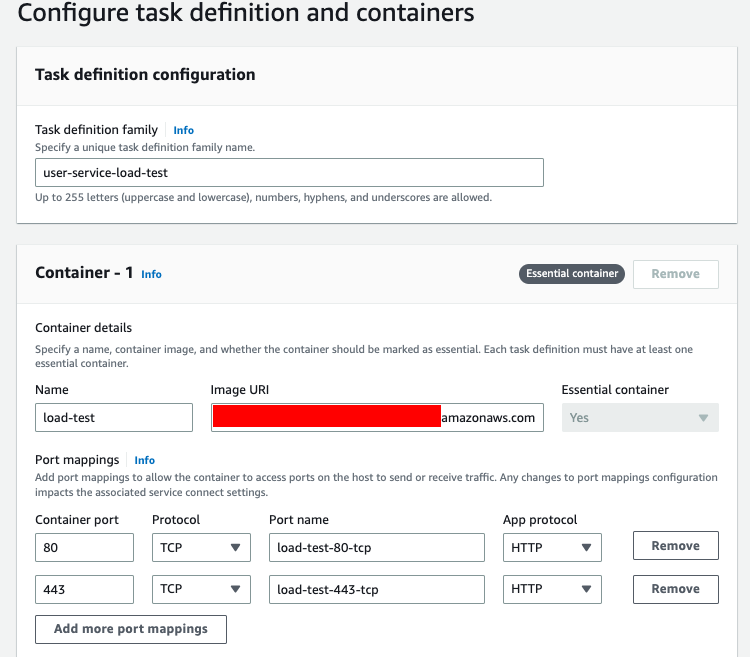 Configure task definition and containers
Task definition configuration
Task definition family Info
Specify a unique task definition family name.
user-service-load-test
Up to 255 letters (uppercase and lowercase), numbers, hyphens, and underscores are allowed.
Container - 1 Info Essential container Remove
Container details
Specify a name, container image, and whether the container should be marked as essential. Each task definition must have at least one
essential container.
Name Image URI Essential container
load-test amazonaws.com Yes
Port mappings Info
Add port mappings to allow the container to access ports on the host to send or receive traffic. Any changes to port mappings configuration
impacts the associated service connect settings.
Container port Protocol Port name App protocol
80 TCP load-test-80-tcp HTTP Remove
443 TCP load-test-443-tcp HTTP Remove
Add more port mappings